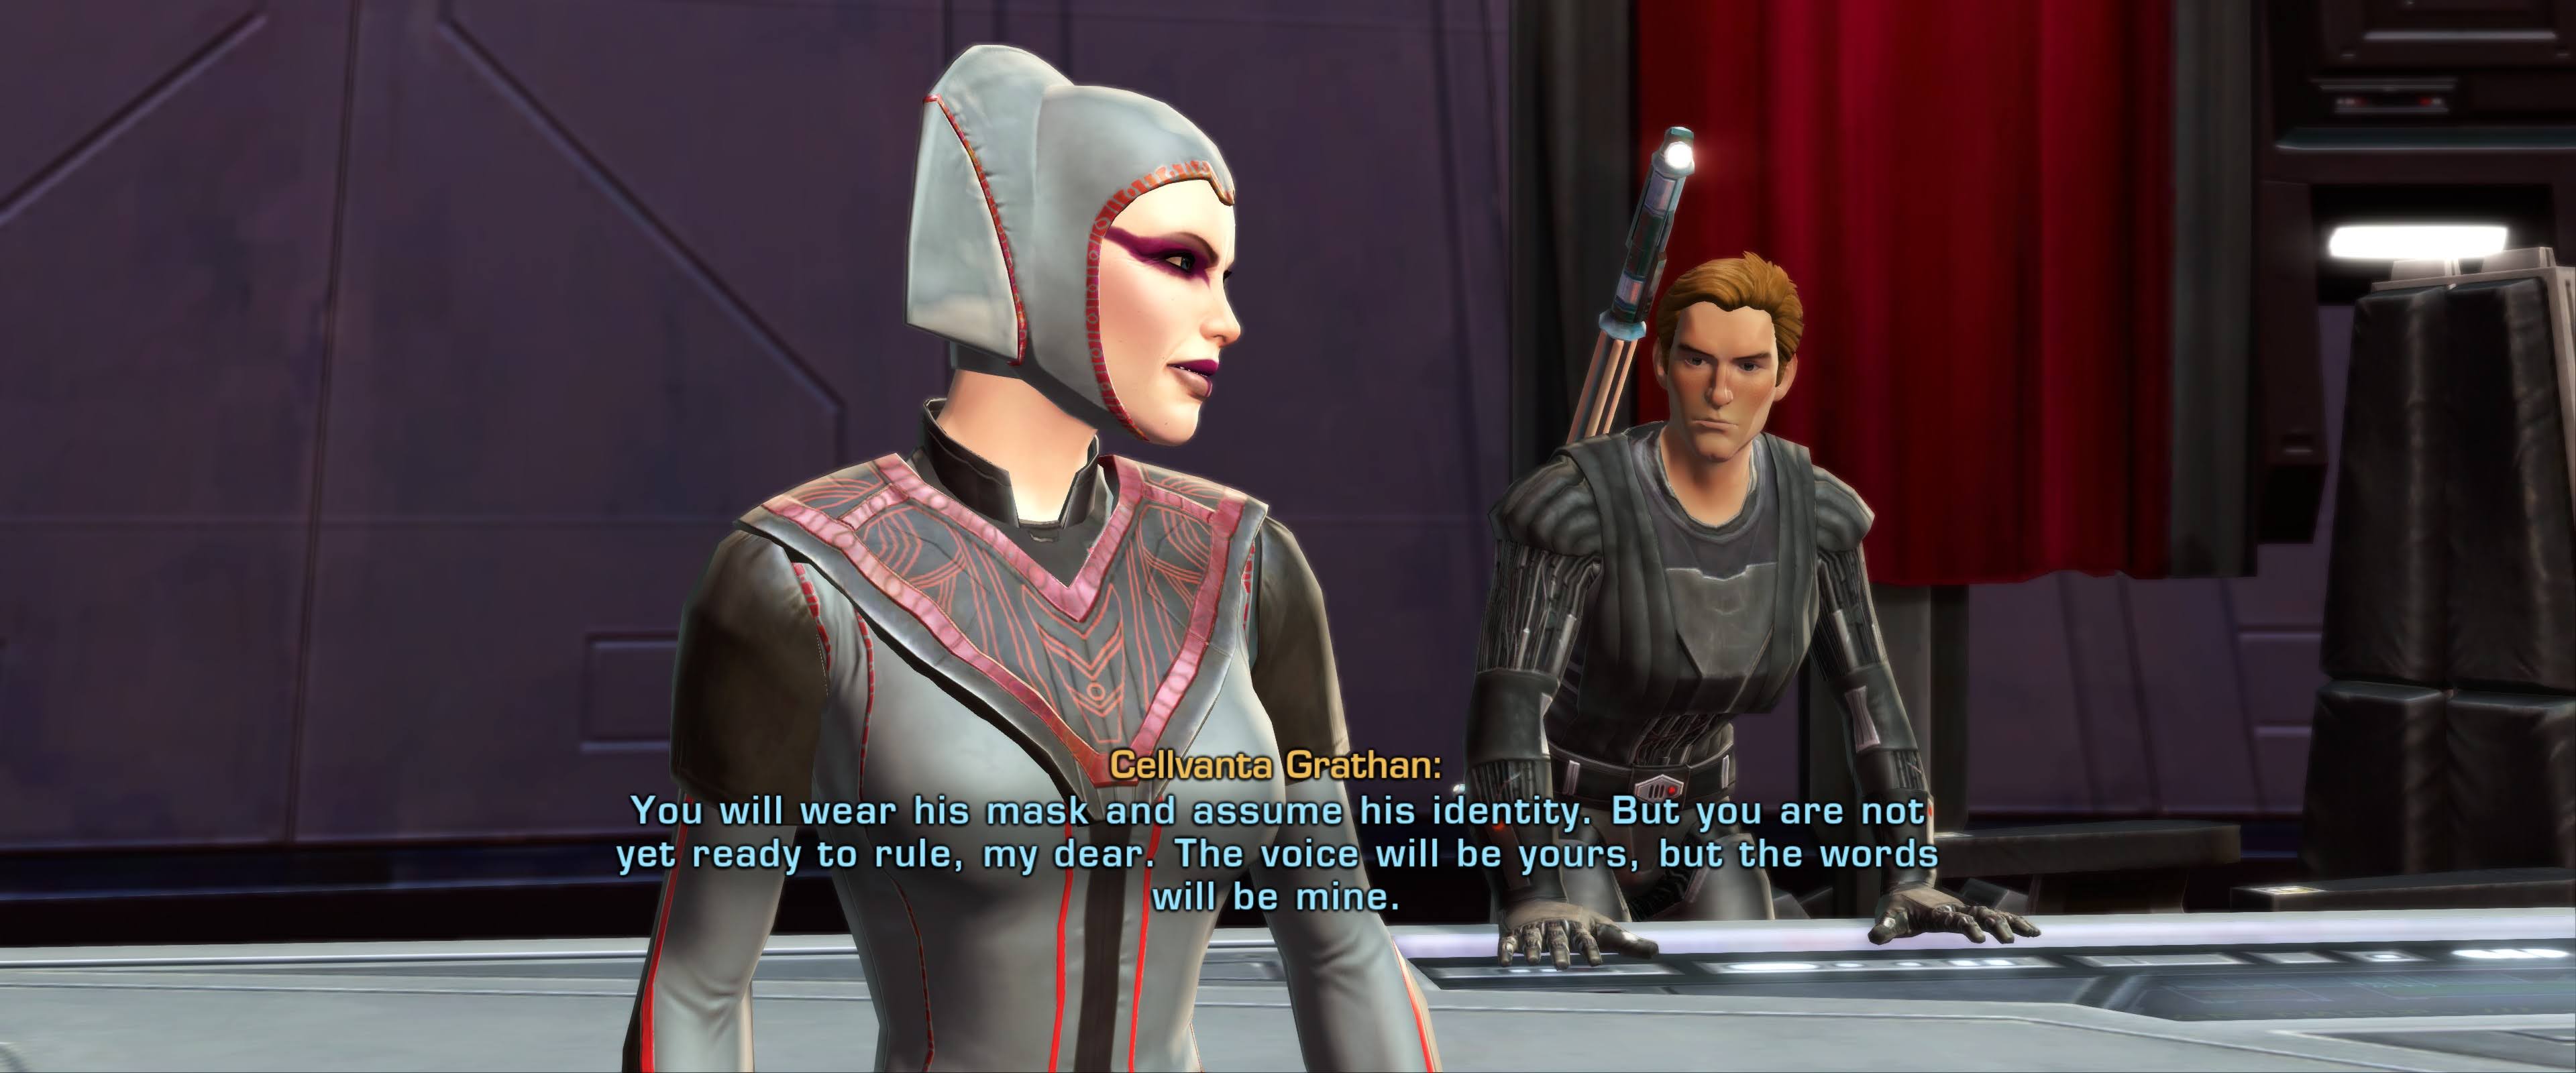 Cellvanta Grathan:
You will wear his mask and assume his identity. But you are not
yet ready to rule, my dear. The voice will be yours, but the words
will be mine.